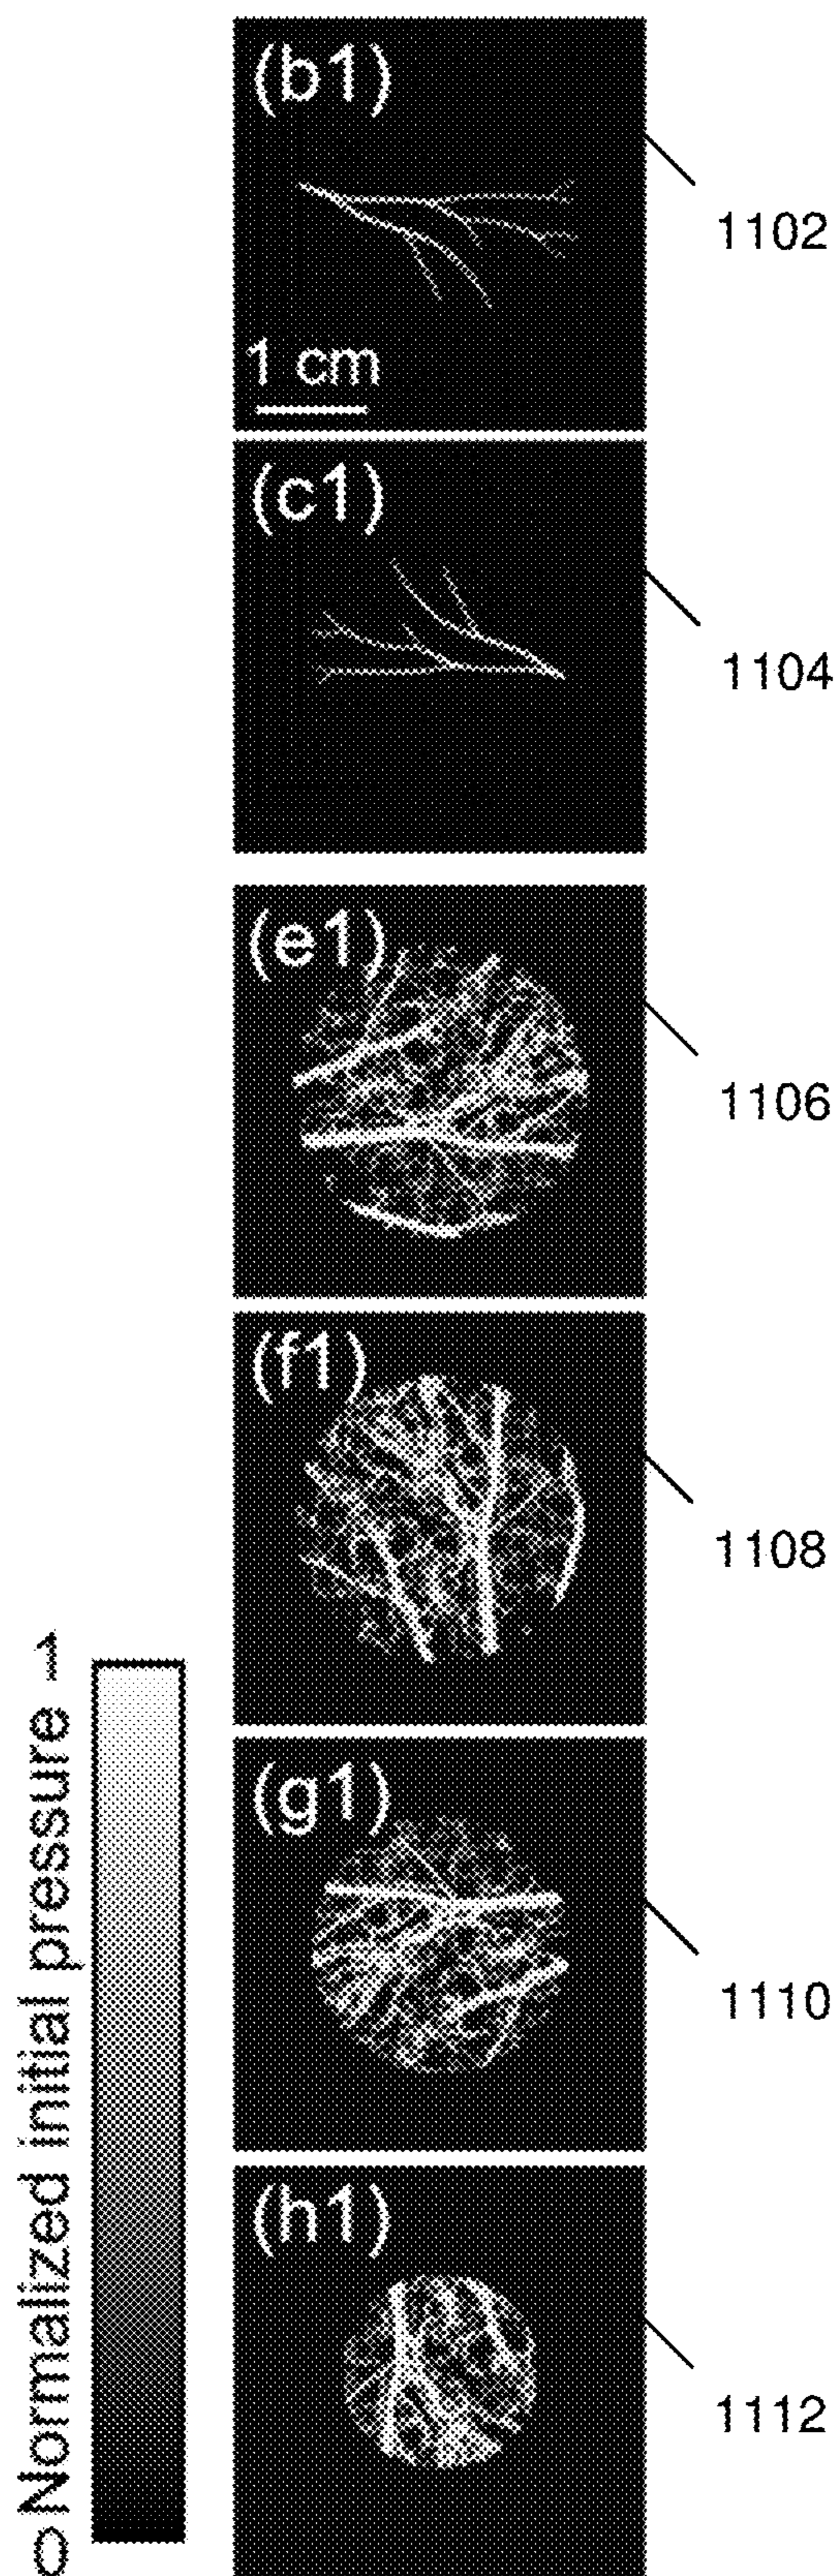 (b1)
1 cm
1102
(c1)
1104
(e1)
1106
(f1)
1108
(g1)
1110
(h1)
1112
0 Normalized initial pressure 1